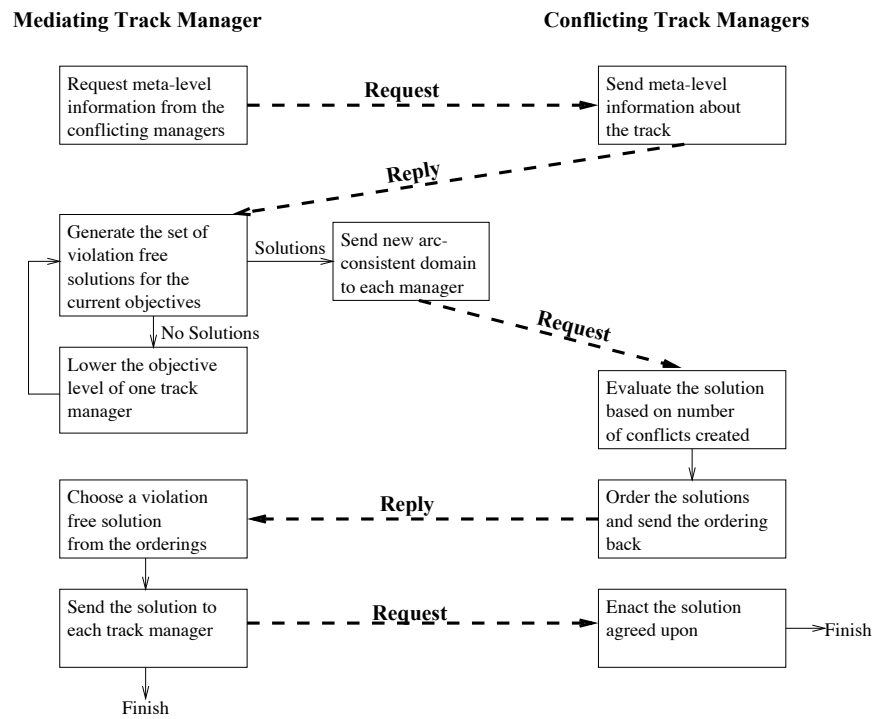 Mediating Track Manager
Conflicting Track Managers
Request meta-level
information from the
conflicting managers
Request
Send meta-level
information about
the track
Reply
Generate the set of
violation free
solutions for the
current objectives
Solutions
Send new arc-
consistent domain
to each manager
Request
No Solutions
Lower the objective
level of one track
manager
Evaluate the solution
based on number
of conflicts created
Choose a violation
free solution
from the orderings
Reply
Order the solutions
and send the ordering
back
Send the solution to
each track manager
Request
Enact the solution
agreed upon
Finish
Finish